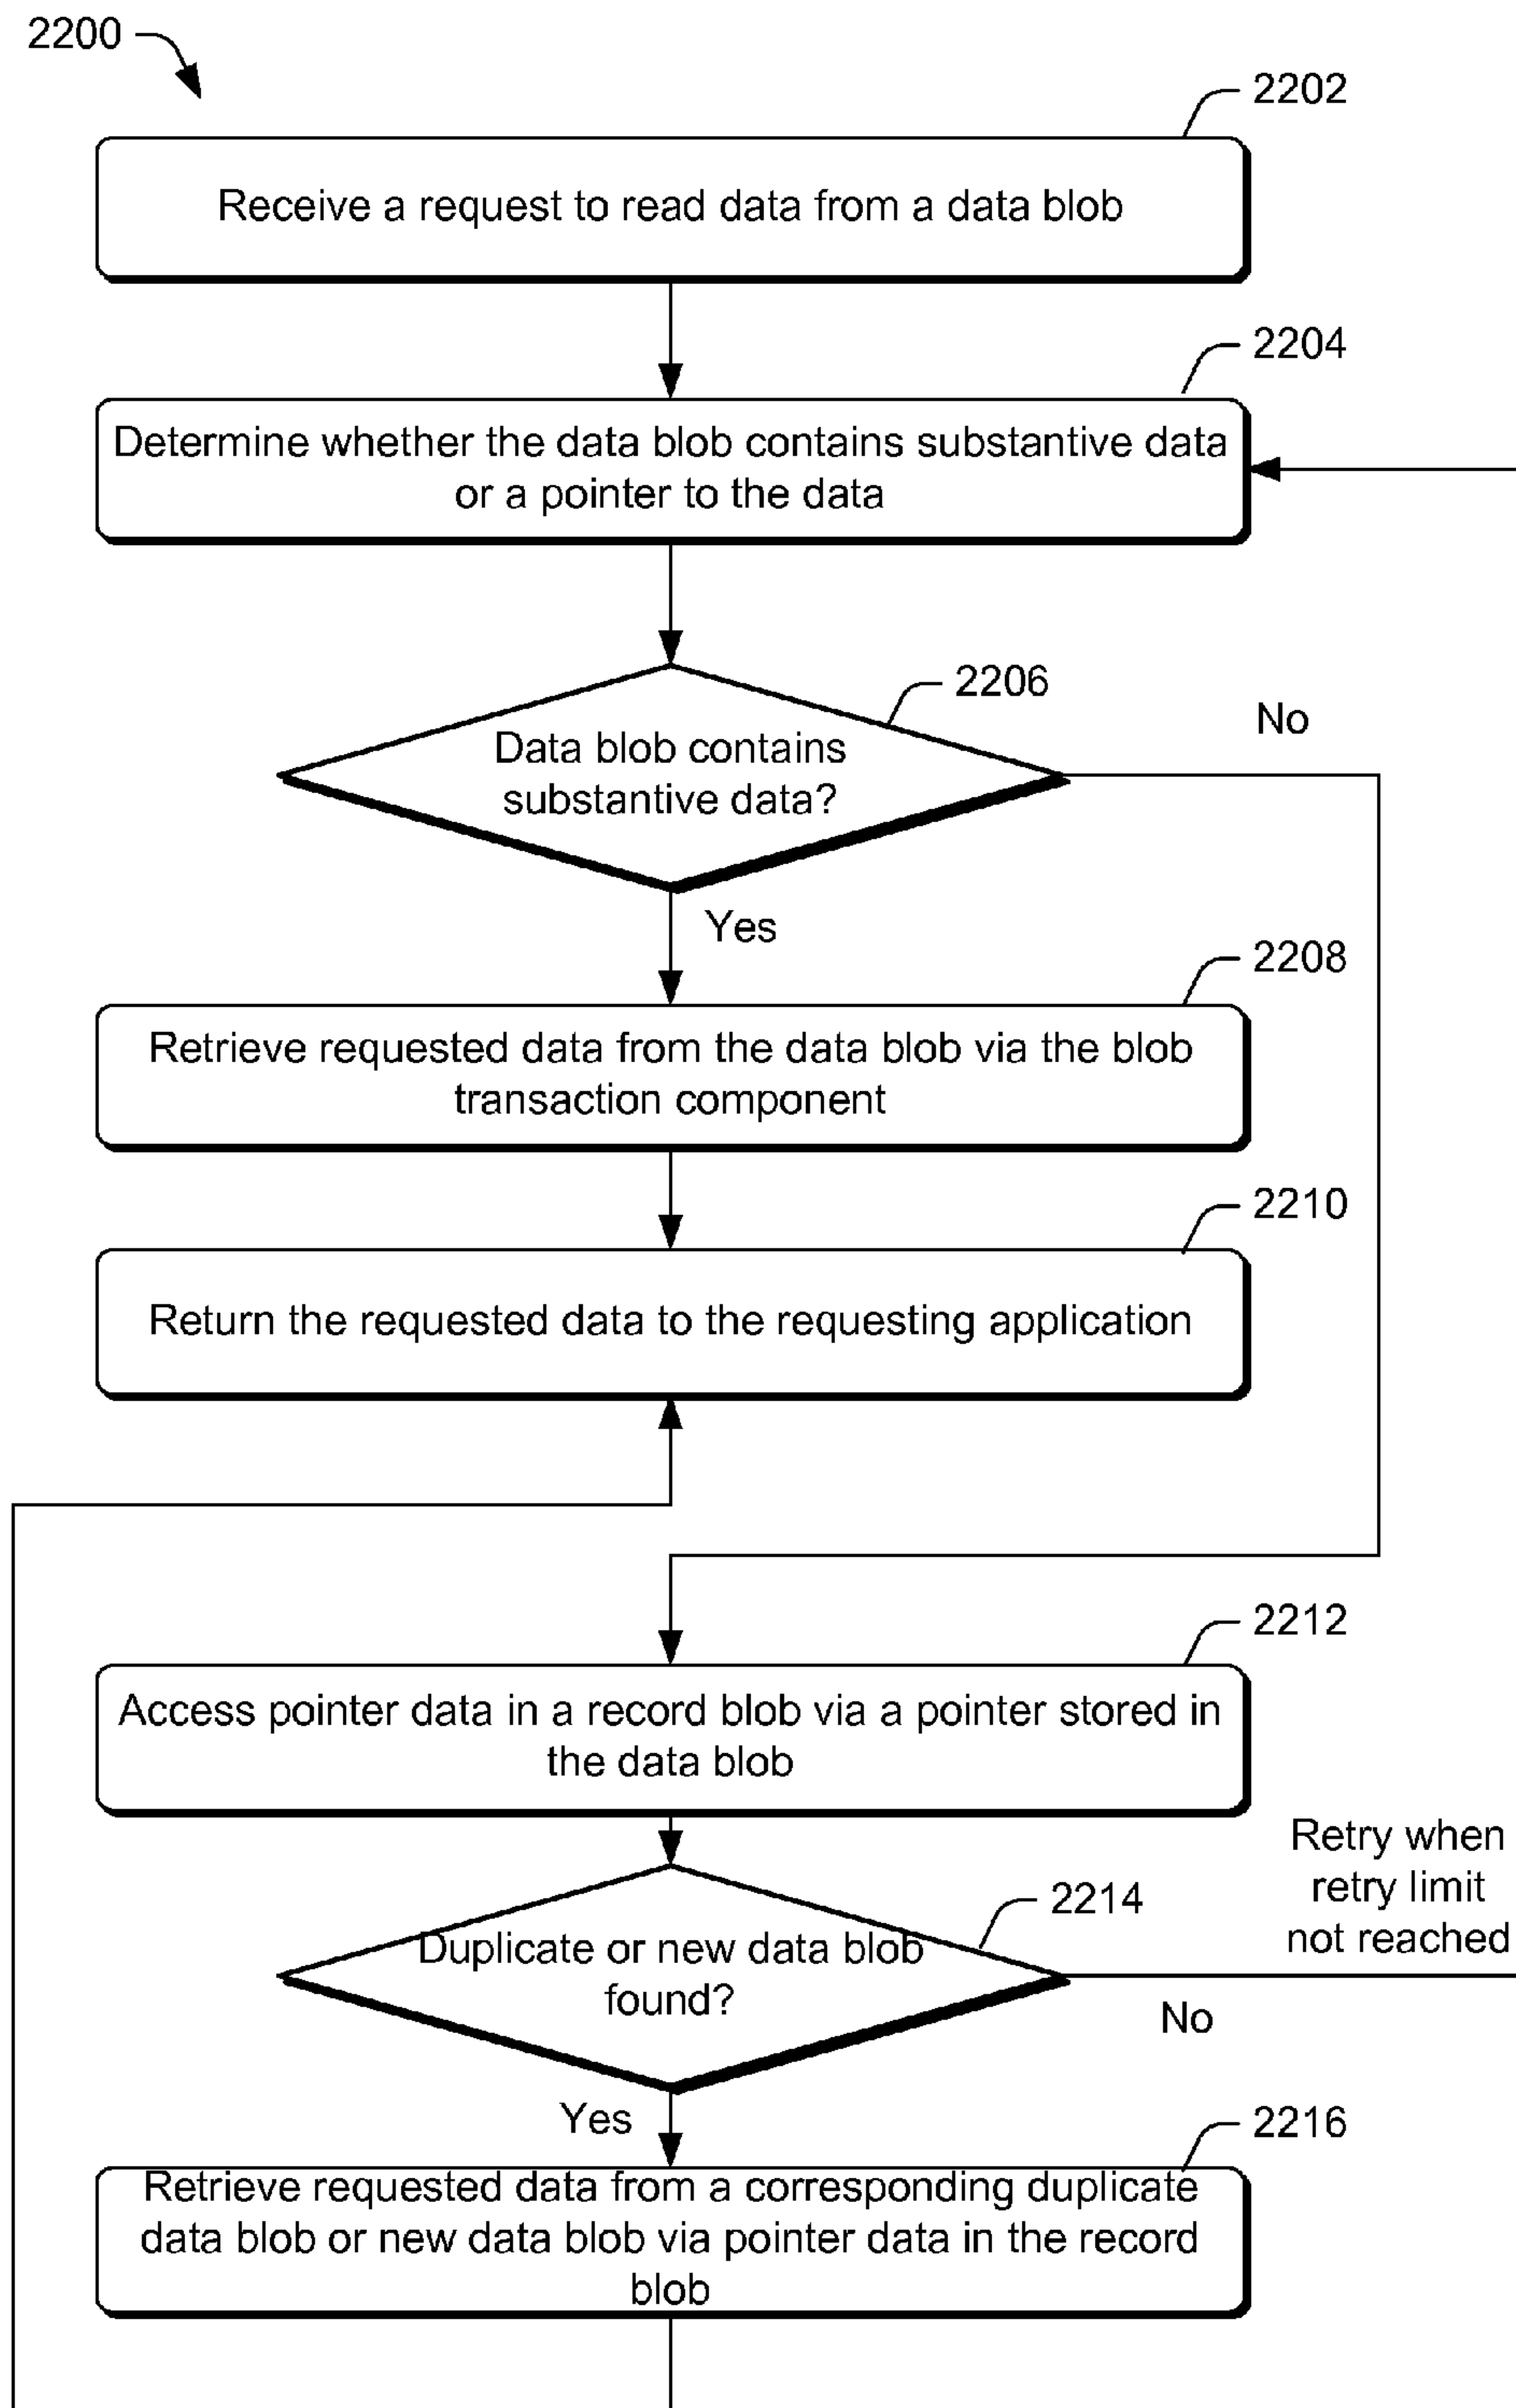 2200
2202
Receive a request to read data from a data blob
2204
Determine whether the data blob contains substantive data
or a pointer to the data
2206
No
Data blob contains
substantive data?
Yes
2208
Retrieve requested data from the data blob via the blob
transaction component
2210
Return the requested data to the requesting application
2212
Access pointer data in a record blob via a pointer stored in
the data blob
Retry when
retry limit
not reached
2214
Duplicate or new data blob
found?
No
Yes
2216
Retrieve requested data from a corresponding duplicate
data blob or new data blob via pointer data in the record
blob